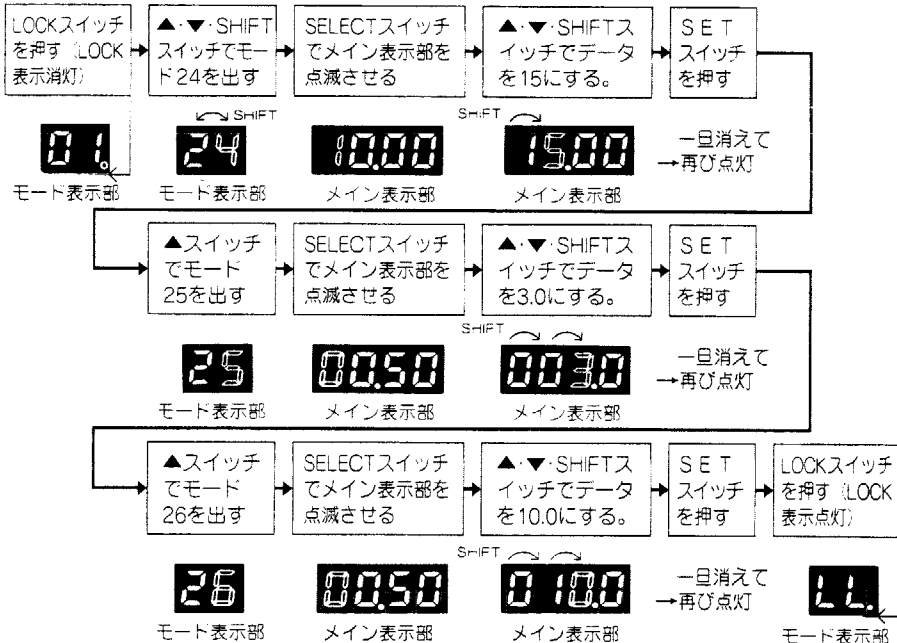 LOCKスイッチ
を押す（LOCK
表示消灯）
▲・▼・SHIFT
スイッチでモー
ド24を出す
SELECTスイッチ
でメイン表示部を
点滅させる
▲・▼・SHIFTス
イッチでデータ
を15にする。
SET
スイッチ
を押す
01.
モード表示部
SHIFT
24
モード表示部
10.00
メイン表示部
SHIFT
15.00
メイン表示部
一旦消えて
→再び点灯
▲スイッチ
でモード
25を出す
SELECTスイッチ
でメイン表示部を
点滅させる
▲・▼・SHIFTス
イッチでデータ
を3.0にする。
SET
スイッチ
を押す
25
モード表示部
00.50
メイン表示部
SHIFT
003.0
メイン表示部
一旦消えて
→再び点灯
▲スイッチ
でモード
26を出す
SELECTスイッチ
でメイン表示部を
点滅させる
▲・▼・SHIFTス
イッチでデータ
を10.0にする。
SET
スイッチ
を押す
LOCKスイッチ
を押す（LOCK
表示点灯）
26
モード表示部
00.50
メイン表示部
SHIFT
010.0
メイン表示部
一旦消えて
→再び点灯
LL.
モード表示部